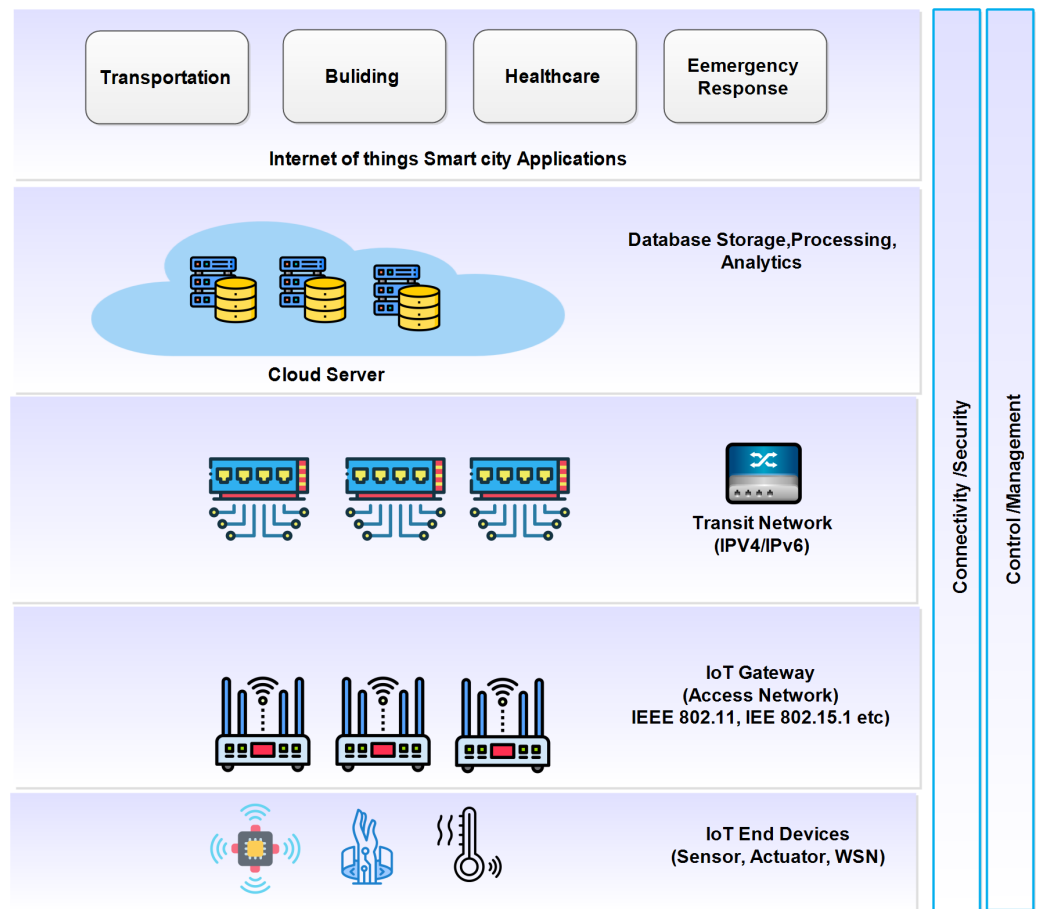 Transportation
Buliding
Healthcare
Eemergency
Response
Internet of things Smart city Applications
Database Storage,Processing,
Analytics
Cloud Server
Transit Network
(IPV4/IPv6)
IoT Gateway
(Access Network)
IEEE 802.11, IEE 802.15.1 etc)
IoT End Devices
(Sensor, Actuator, WSN)
Connectivity /Security
Control /Management